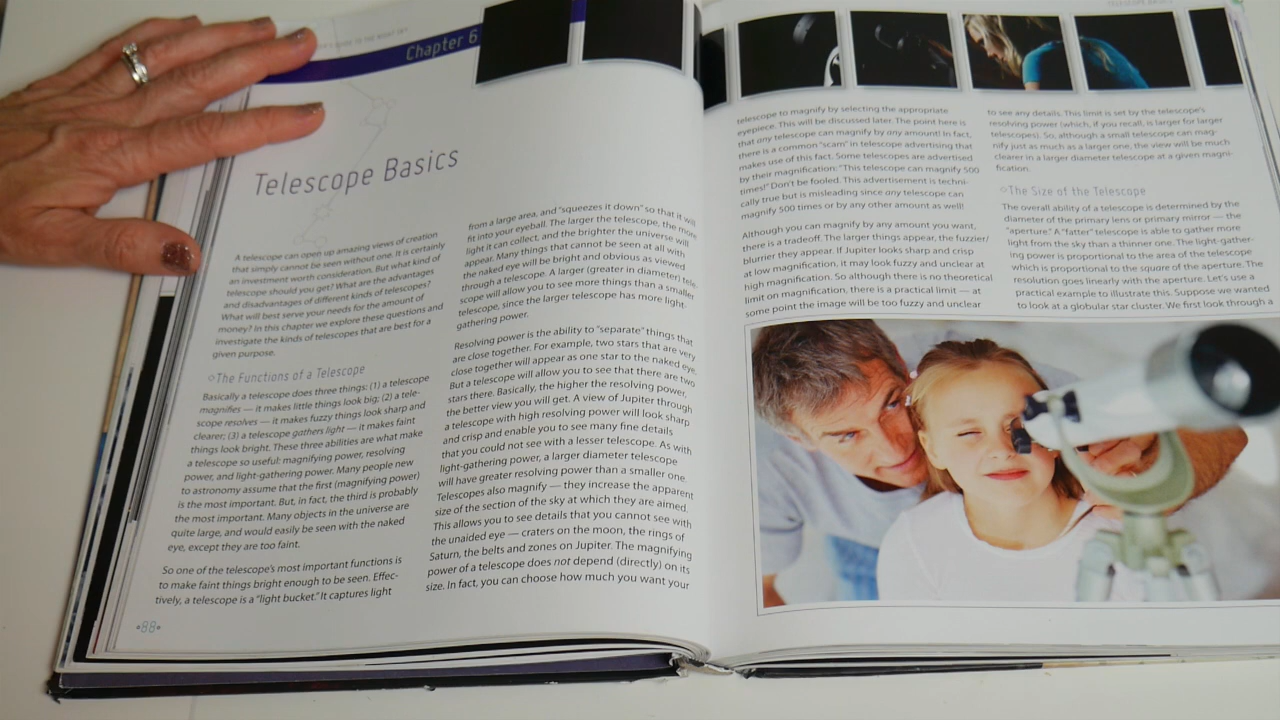 Chapter 6
Telescope Basics
A telescope can open up amazing views of creation
that simply cannot be seen without one. It is certainly
an investment worth consideration. But what kind of
telescope should you get? What are the advantages
and disadvantages of different kinds of telescopes?
What will best serve your needs for the amount of
money? In this chapter we explore these questions and
investigate the kinds of telescopes that are best for a
given purpose.
The Functions of a Telescope
Basically a telescope does three things: (1) a telescope
magnifies — it makes little things look big; (2) a tele-
scope resolves — it makes fuzzy things look sharp and
clearer; (3) a telescope gathers light — it makes faint
things look bright. These three abilities are what make
a telescope so useful: magnifying power, resolving
power, and light-gathering power. Many people new
to astronomy assume that the first (magnifying power)
is the most important. But, in fact, the third is probably
the most important. Many objects in the universe are
quite large, and would easily be seen with the naked
eye, except they are too faint.
So one of the telescope's most important functions is
to make faint things bright enough to be seen. Effec-
tively, a telescope is a "light bucket." It captures light
88
from a large area, and "squeezes it down" so that it will
fit into your eyeball. The larger the telescope, the more
light it can collect, and the brighter the universe will
appear. Many things that cannot be seen at all with
the naked eye will be bright and obvious as viewed
through a telescope. A larger (greater in diameter) tele-
scope will allow you to see more things than a smaller
telescope, since the larger telescope has more light-
gathering power.
Resolving power is the ability to "separate" things that
are close together. For example, two stars that are very
close together will appear as one star to the naked eye.
But a telescope will allow you to see that there are two
stars there. Basically, the higher the resolving power,
the better view you will get. A view of Jupiter through
a telescope with high resolving power will look sharp
and crisp and enable you to see many fine details
that you could not see with a lesser telescope. As with
light-gathering power, a larger diameter telescope
will have greater resolving power than a smaller one.
Telescopes also magnify — they increase the apparent
size of the section of the sky at which they are aimed.
This allows you to see details that you cannot see with
the unaided eye — craters on the moon, the rings of
Saturn, the belts and zones on Jupiter. The magnifying
power of a telescope does not depend (directly) on its
size. In fact, you can choose how much you want your
TELESCOPE BASICS
telescope to magnify by selecting the appropriate
eyepiece. This will be discussed later. The point here is
that any telescope can magnify by any amount! In fact,
there is a common "scam" in telescope advertising that
makes use of this fact. Some telescopes are advertised
by their magnification: "This telescope can magnify 500
times!" Don't be fooled. This advertisement is techni-
cally true but is misleading since any telescope can
magnify 500 times or by any other amount as well!
Although you can magnify by any amount you want,
there is a tradeoff. The larger things appear, the fuzzier/
blurrier they appear. If Jupiter looks sharp and crisp
at low magnification, it may look fuzzy and unclear at
high magnification. So although there is no theoretical
limit on magnification, there is a practical limit — at
some point the image will be too fuzzy and unclear
to see any details. This limit is set by the telescope's
resolving power (which, if you recall, is larger for larger
telescopes). So, although a small telescope can mag-
nify just as much as a larger one, the view will be much
clearer in a larger diameter telescope at a given magni-
fication.
The Size of the Telescope
The overall ability of a telescope is determined by the
diameter of the primary lens or primary mirror — the
"aperture." A "fatter" telescope is able to gather more
light from the sky than a thinner one. The light-gather-
ing power is proportional to the area of the telescope
which is proportional to the square of the aperture. The
resolution goes linearly with the aperture. Let's use a
practical example to illustrate this. Suppose we wanted
to look at a globular star cluster. We first look through a